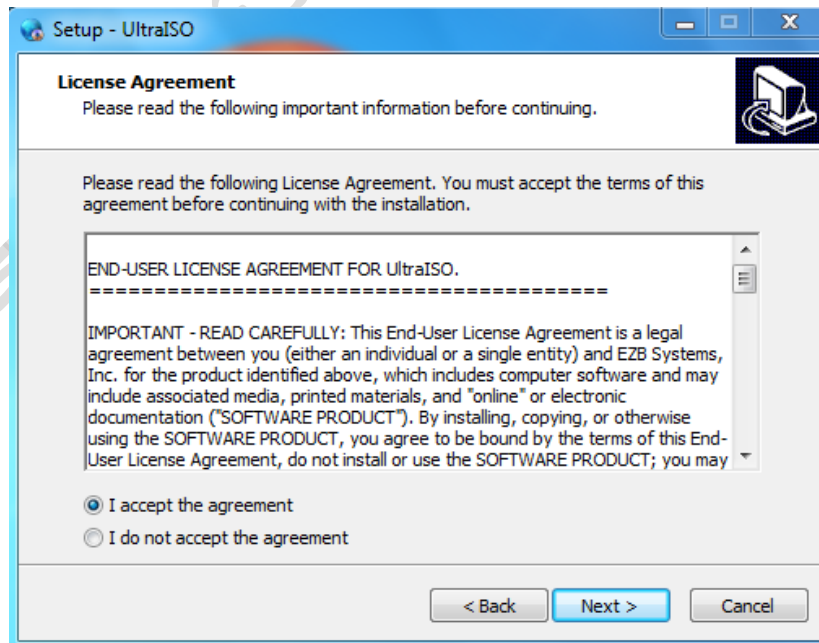 Setup - UltraISO
License Agreement
Please read the following important information before continuing.
Please read the following License Agreement. You must accept the terms of this
agreement before continuing with the installation.
END-USER LICENSE AGREEMENT FOR UltraISO.
========================================
IMPORTANT - READ CAREFULLY: This End-User License Agreement is a legal
agreement between you (either an individual or a single entity) and EZB Systems,
Inc. for the product identified above, which includes computer software and may
include associated media, printed materials, and "online" or electronic
documentation ("SOFTWARE PRODUCT"). By installing, copying, or otherwise
using the SOFTWARE PRODUCT, you agree to be bound by the terms of this End-
User License Agreement, do not install or use the SOFTWARE PRODUCT; you may
I accept the agreement
I do not accept the agreement
< Back
Next >
Cancel